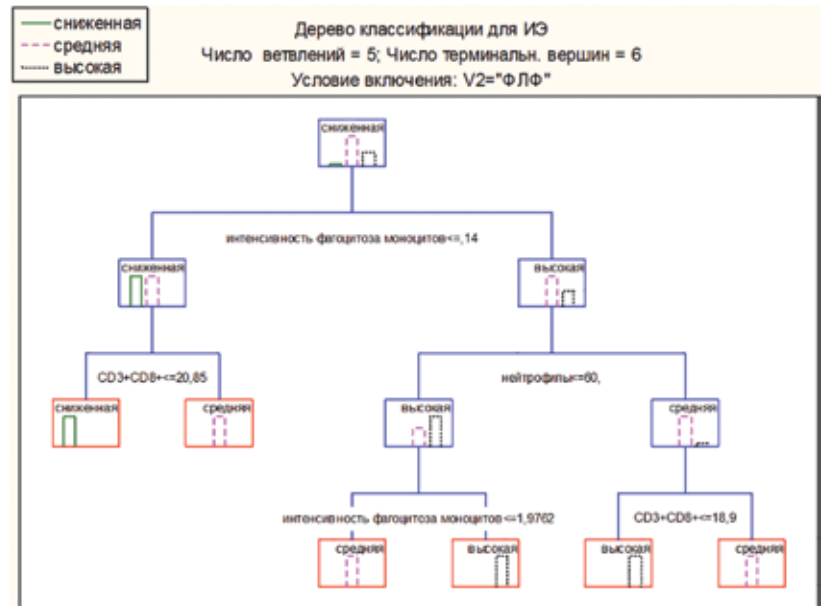 сниженная
средняя
высокая
Дерево классификации для ИЭ
Число ветвлений = 5; Число терминальн. вершин = 6
Условие включения: V2="ФЛФ"
сниженная
интенсивность фагоцитоза моноцитов<=,14
сниженная
высокая
CD3+CD8+<=20,85
нейтрофилы<=60,
сниженная
средняя
высокая
средняя
интенсивность фагоцитоза моноцитов<=1,9762
CD3+CD8+<=18,9
средняя
высокая
высокая
средняя